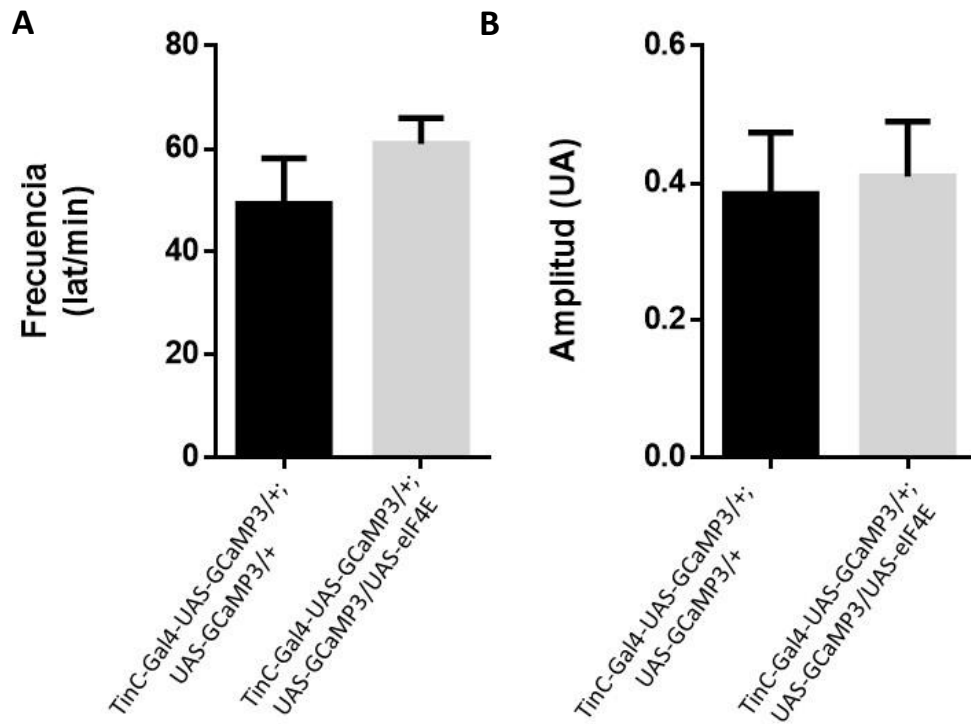 A
Frecuencia
(lat/min)
80
60
40
20
0
TinC-Gal4-UAS-GCaMP3/+;
UAS-GCaMP3/+
TinC-Gal4-UAS-GCaMP3/+;
UAS-GCaMP3/UAS-eIF4E
B
Amplitud (UA)
0.6
0.4
0.2
0.0
TinC-Gal4-UAS-GCaMP3/+;
UAS-GCaMP3/+
TinC-Gal4-UAS-GCaMP3/+;
UAS-GCaMP3/UAS-eIF4E